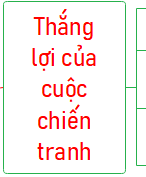 Thắng
lợi của
cuộc
chiến
tranh